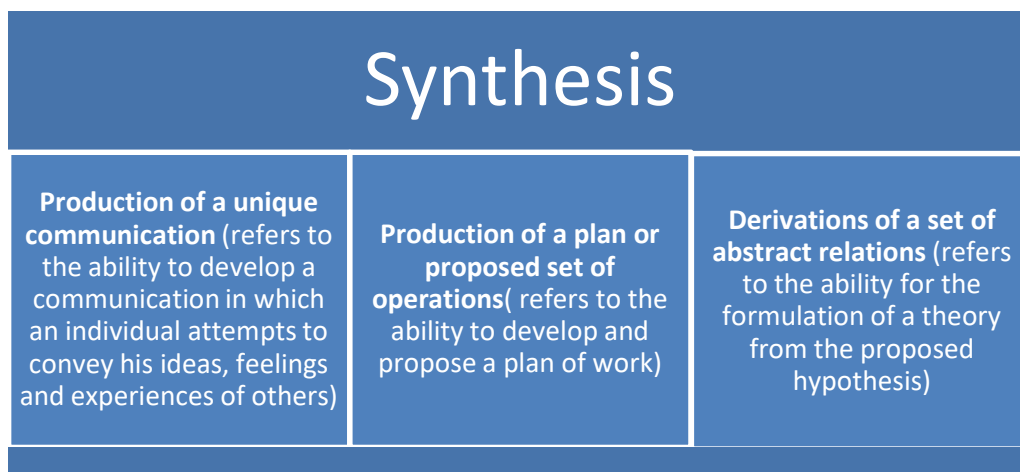 Synthesis
Production of a unique
communication (refers to
the ability to develop a
communication in which
an individual attempts to
convey his ideas, feelings
and experiences of others)
Production of a plan or
proposed set of
operations( refers to the
ability to develop and
propose a plan of work)
Derivations of a set of
abstract relations (refers
to the ability for the
formulation of a theory
from the proposed
hypothesis)